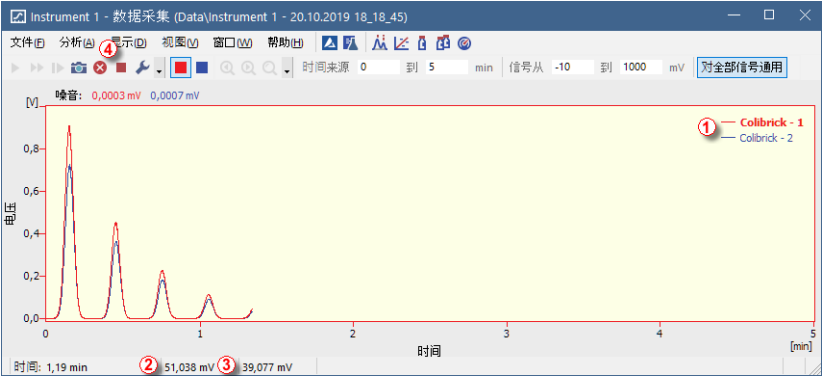 Instrument 1 - 数据采集 (Data\Instrument 1 - 20.10.2019 18_18_45)
文件(F) 分析(A) 显示(D) 视图(V) 窗口(W) 帮助(H)
④
时间来源 0 到 5 min 信号从 -10 到 1000 mV 对全部信号通用
噪音: 0,0003 mV 0,0007 mV
[V]
① Colibrick - 1
Colibrick - 2
0,8
0,6
电压
0,4
0,2
0,0
0 1 2 3 4 5
时间 [min]
时间: 1,19 min ② 51,038 mV ③ 39,077 mV